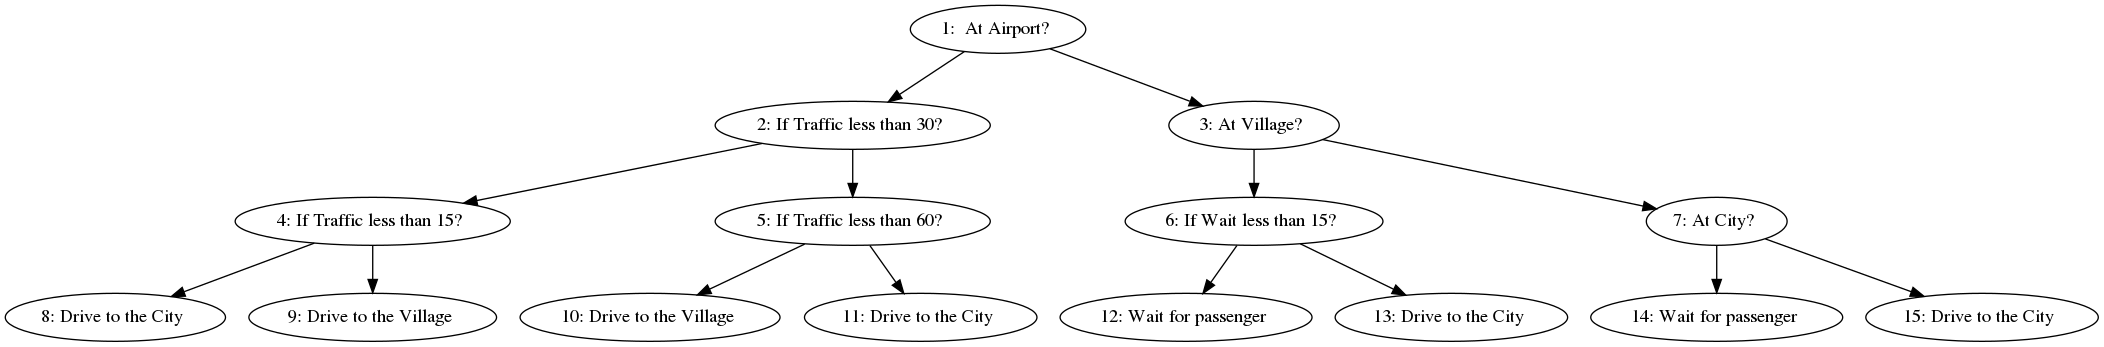 1:  At Airport?
2: If Traffic less than 30?
3: At Village?
4: If Traffic less than 15?
5: If Traffic less than 60?
6: If Wait less than 15?
7: At City?
8: Drive to the City
9: Drive to the Village
10: Drive to the Village
11: Drive to the City
12: Wait for passenger
13: Drive to the City
14: Wait for passenger
15: Drive to the City